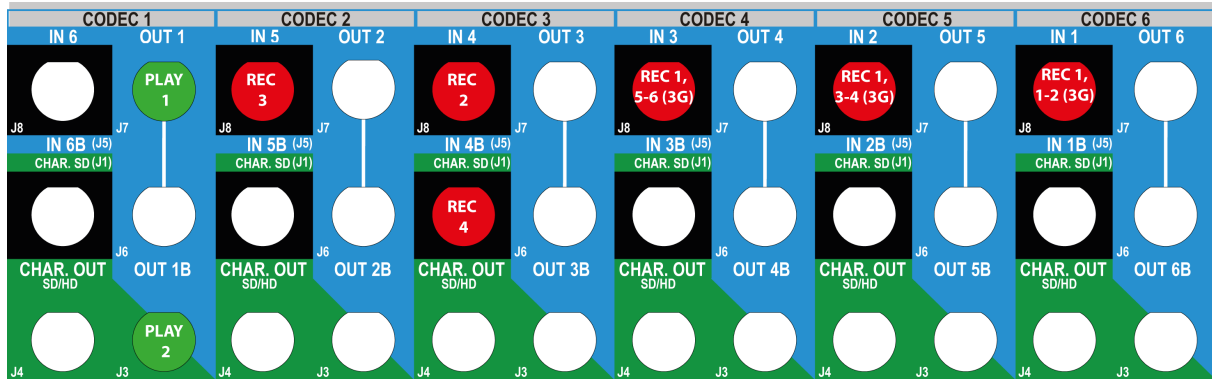 CODEC 1 CODEC 2 CODEC 3 CODEC 4 CODEC 5 CODEC 6
IN 6 OUT 1 IN 5 OUT 2 IN 4 OUT 3 IN 3 OUT 4 IN 2 OUT 5 IN 1 OUT 6
PLAY REC REC REC 1, REC 1, REC 1,
1 3 2 5-6 (3G) 3-4 (3G) 1-2 (3G)
J8 J7 J8 J7 J8 J7 J8 J7 J8 J7 J8 J7
IN 6B (J5) IN 5B (J5) IN 4B (J5) IN 3B (J5) IN 2B (J5) IN 1B (J5)
CHAR. SD (J1) CHAR. SD (J1) CHAR. SD (J1) CHAR. SD (J1) CHAR. SD (J1) CHAR. SD (J1)
REC
4
J6 J6 J6 J6 J6 J6
CHAR. OUT OUT 1B CHAR. OUT OUT 2B CHAR. OUT OUT 3B CHAR. OUT OUT 4B CHAR. OUT OUT 5B CHAR. OUT OUT 6B
SD/HD SD/HD SD/HD SD/HD SD/HD SD/HD
PLAY
2
J4 J3 J4 J3 J4 J3 J4 J3 J4 J3 J4 J3